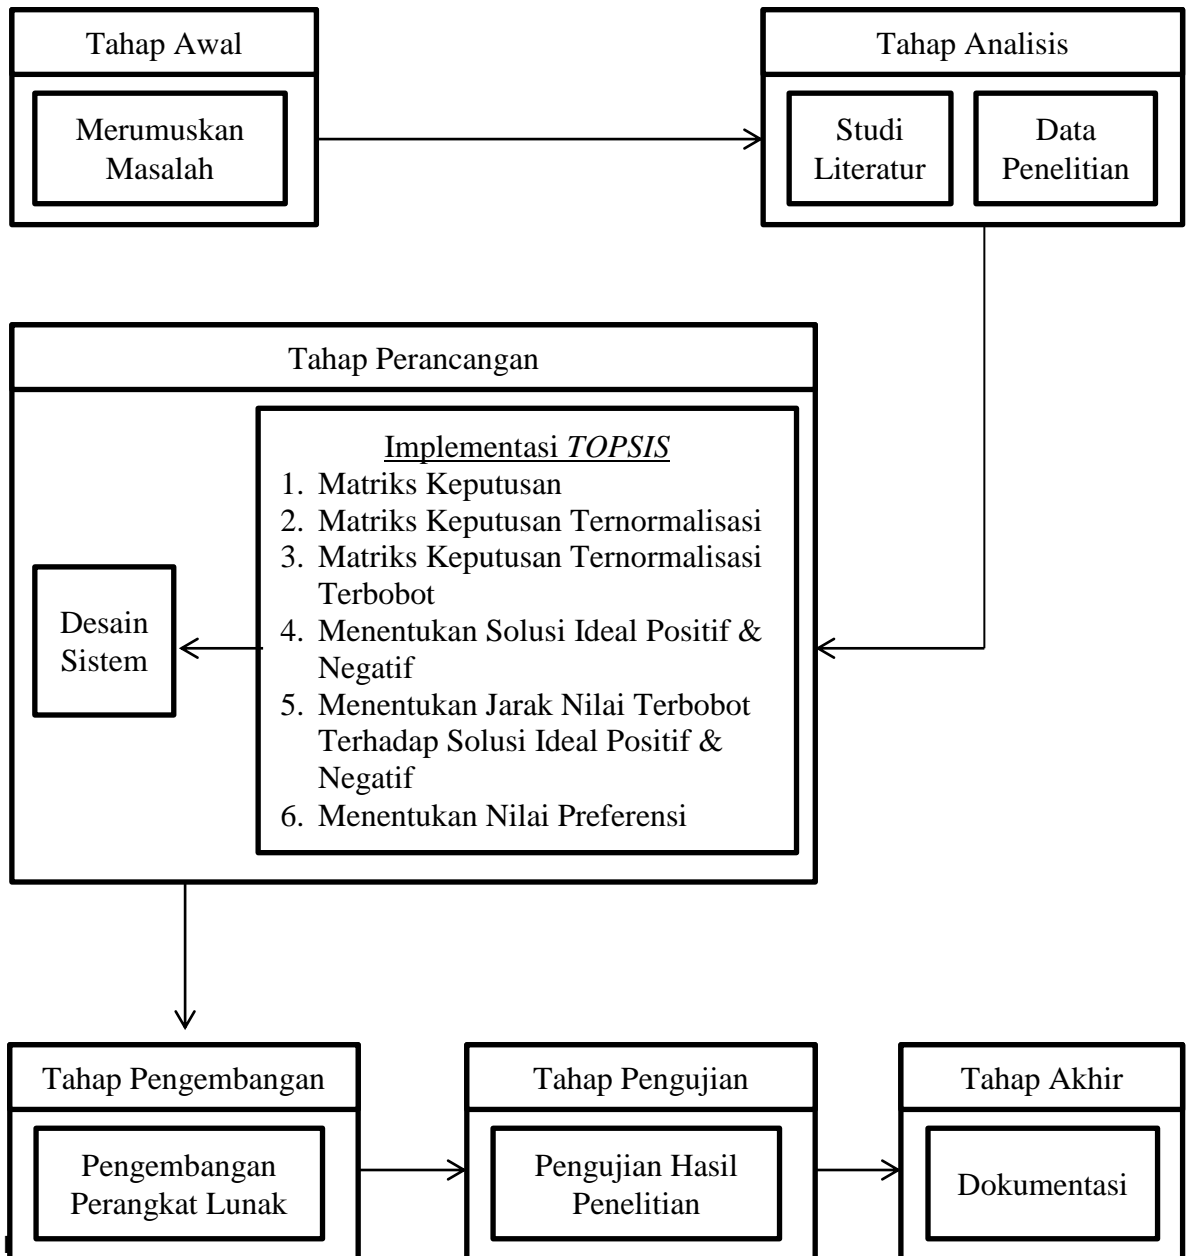 Tahap Awal
Merumuskan
Masalah
Tahap Analisis
Studi
Literatur
Data
Penelitian
Tahap Perancangan
Desain
Sistem
Implementasi TOPSIS
1. Matriks Keputusan
2. Matriks Keputusan Ternormalisasi
3. Matriks Keputusan Ternormalisasi
Terbobot
4. Menentukan Solusi Ideal Positif &
Negatif
5. Menentukan Jarak Nilai Terbobot
Terhadap Solusi Ideal Positif &
Negatif
6. Menentukan Nilai Preferensi
Tahap Pengembangan
Pengembangan
Perangkat Lunak
Tahap Pengujian
Pengujian Hasil
Penelitian
Tahap Akhir
Dokumentasi